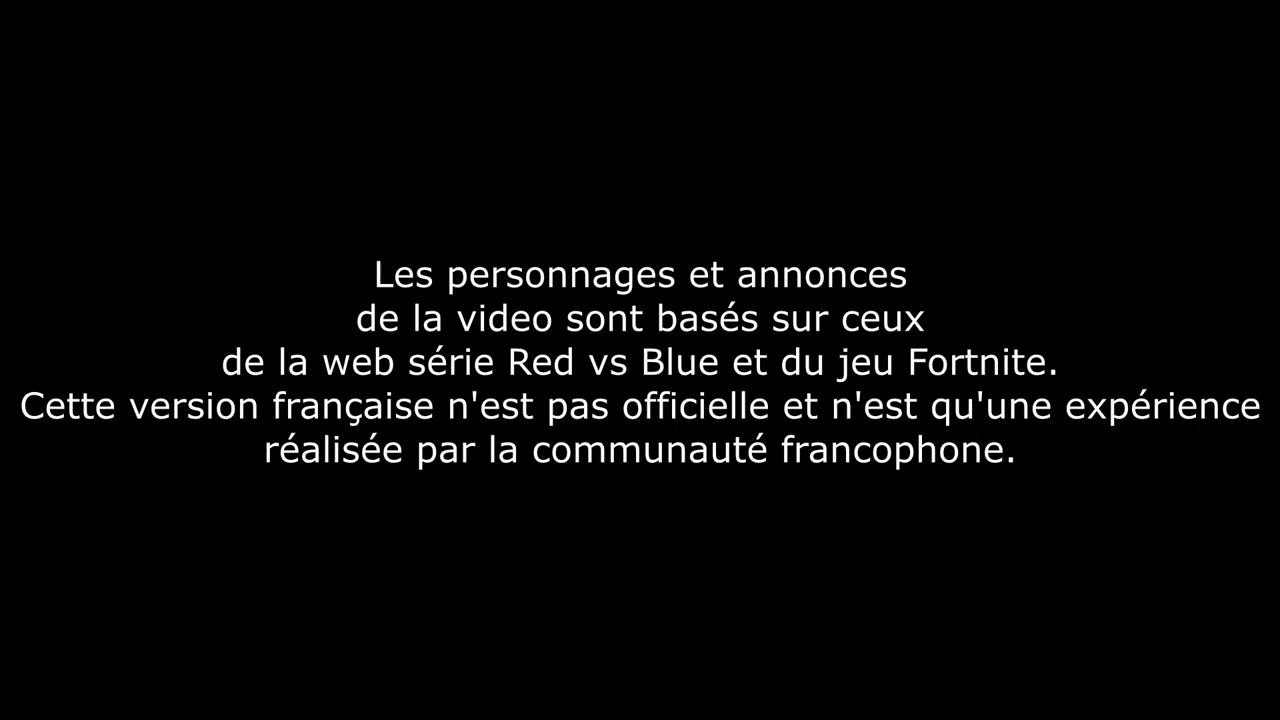 Les personnages et annonces
de la video sont basés sur ceux
de la web série Red vs Blue et du jeu Fortnite.
Cette version française n'est pas officielle et n'est qu'une expérience
réalisée par la communauté francophone.